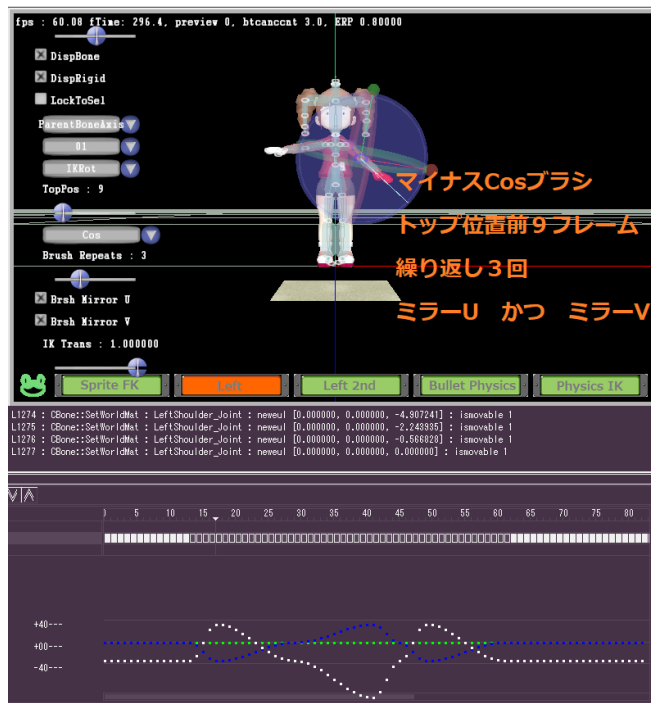 fps : 60.08 fTime: 296.4, preview 0, btcanccnt 3.0, ERP 0.80000
DispBone
DispRigid
LockToSel
ParentBoneAxis
01
IKRot
TopPos : 9
Cos
Brush Repeats : 3
Brsh Mirror U
Brsh Mirror V
IK Trans : 1.000000
マイナスCosブラシ
トップ位置前９フレーム
繰り返し３回
ミラーU かつ ミラーV
Sprite FK
Left
Left 2nd
Bullet Physics
Physics IK
L1274 : CBone::SetWorldMat : LeftShoulder_Joint : neweul [0.000000, 0.000000, -4.907241] : ismovable 1
L1275 : CBone::SetWorldMat : LeftShoulder_Joint : neweul [0.000000, 0.000000, -2.243935] : ismovable 1
L1276 : CBone::SetWorldMat : LeftShoulder_Joint : neweul [0.000000, 0.000000, -0.566828] : ismovable 1
L1277 : CBone::SetWorldMat : LeftShoulder_Joint : neweul [0.000000, 0.000000, 0.000000] : ismovable 1
5 10 15 20 25 30 35 40 45 50 55 60 65 70 75 80
+40---
+00---
-40---